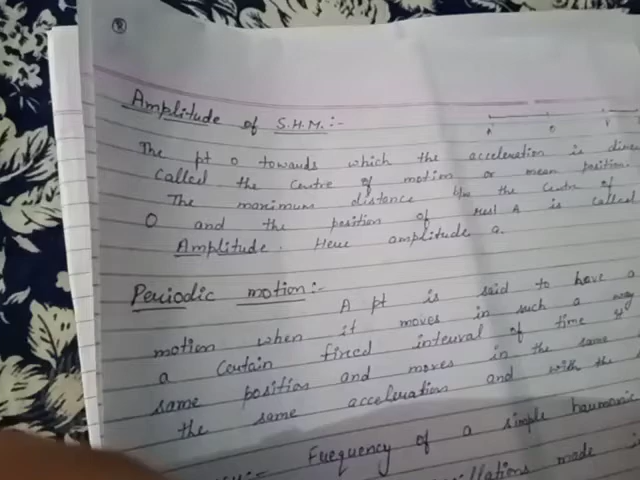 8
Amplitude of S.H.M.:-
A O P
The pt O towards which the acceleration is
called the centre of motion or mean position.
The maximum distance b/w the centre of
O and the position of rest A is called
Amplitude. Here amplitude a.
Periodic motion:-
A pt is said to have a
motion when it moves in such a way
a certain fixed interval of time
same position and moves in the same
the same acceleration and with the
:- Frequency of a simple harmonic
made